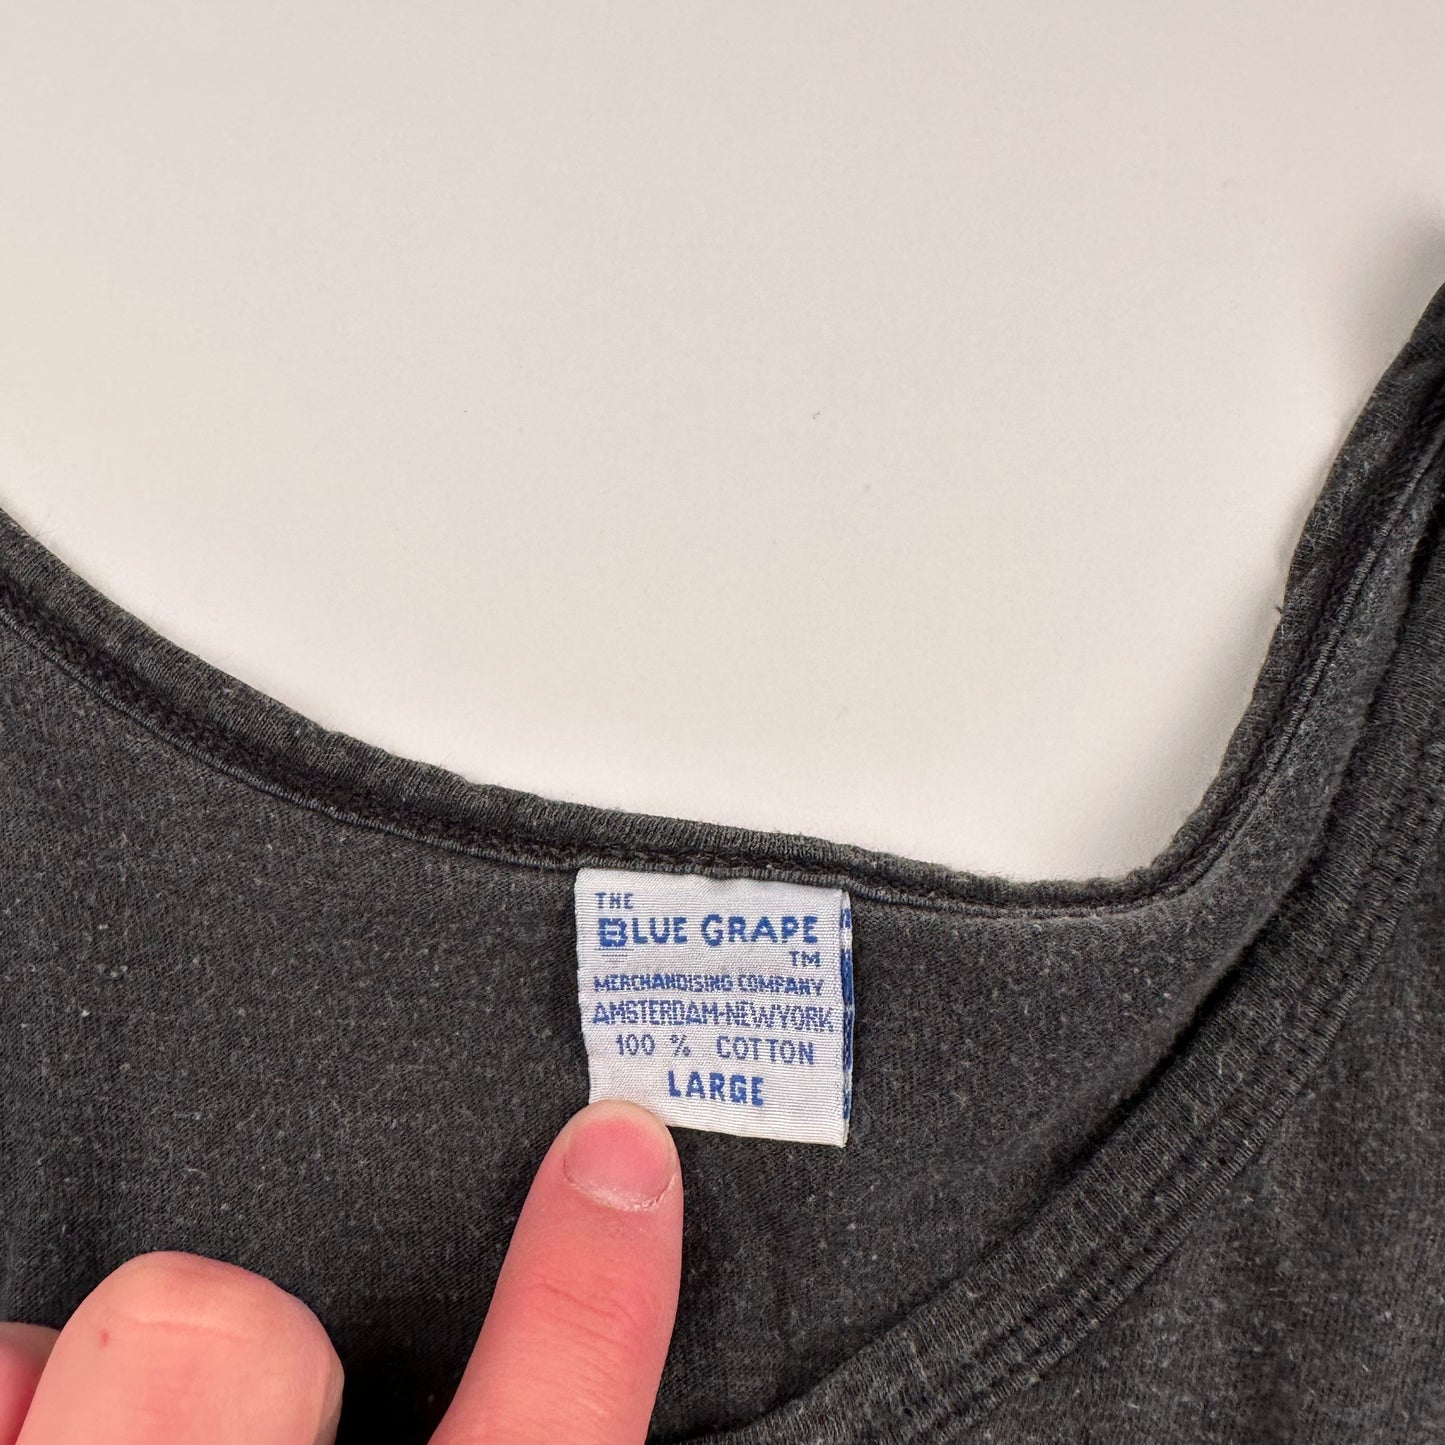 THE
BLUE GRAPE
TM
MERCHANDISING COMPANY
AMSTERDAM-NEWYORK
100 % COTTON
LARGE